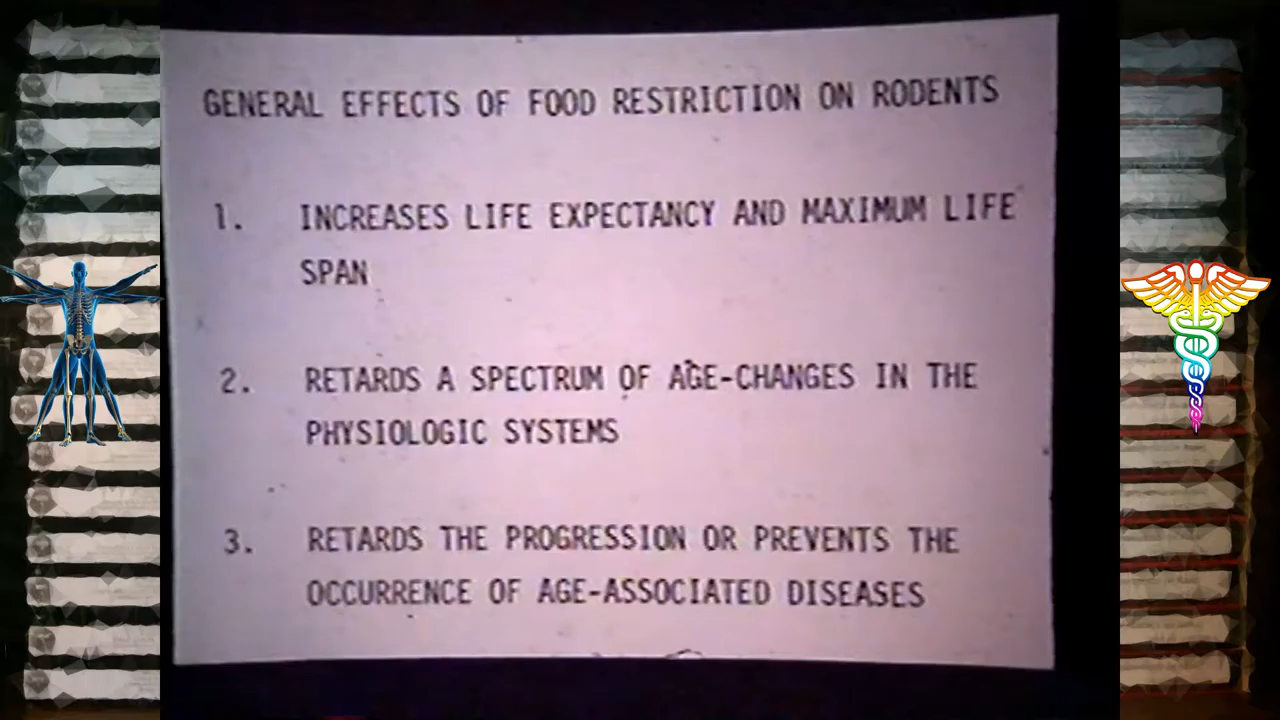 GENERAL EFFECTS OF FOOD RESTRICTION ON RODENTS
1. INCREASES LIFE EXPECTANCY AND MAXIMUM LIFE
SPAN
2. RETARDS A SPECTRUM OF AGE-CHANGES IN THE
PHYSIOLOGIC SYSTEMS
3. RETARDS THE PROGRESSION OR PREVENTS THE
OCCURRENCE OF AGE-ASSOCIATED DISEASES